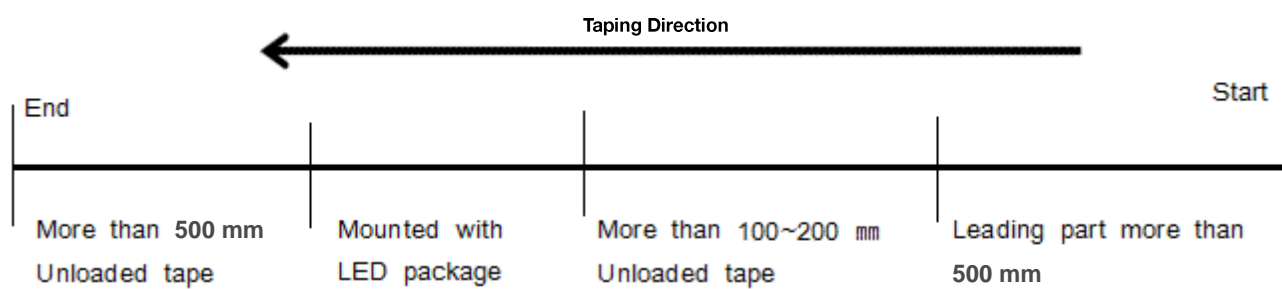 Taping Direction
Start
End
More than 500 mm
Unloaded tape
Mounted with
LED package
More than 100~200 ㎜
Unloaded tape
Leading part more than
500 mm